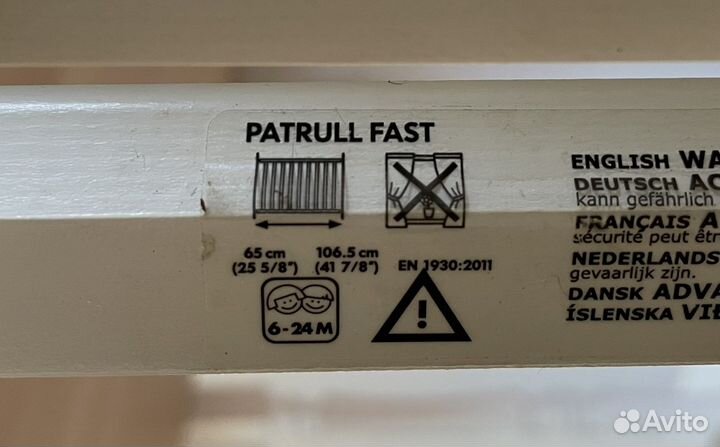 PATRULL FAST
65 cm 106.5 cm
(25 5/8") (41 7/8") EN 1930:2011
6-24 M
ENGLISH WA
DEUTSCH AC
kann gefährlich
FRANÇAIS A
sécurité peut êtr
NEDERLANDS
gevaarlijk zijn.
DANSK ADVA
ÍSLENSKA VI
Avito